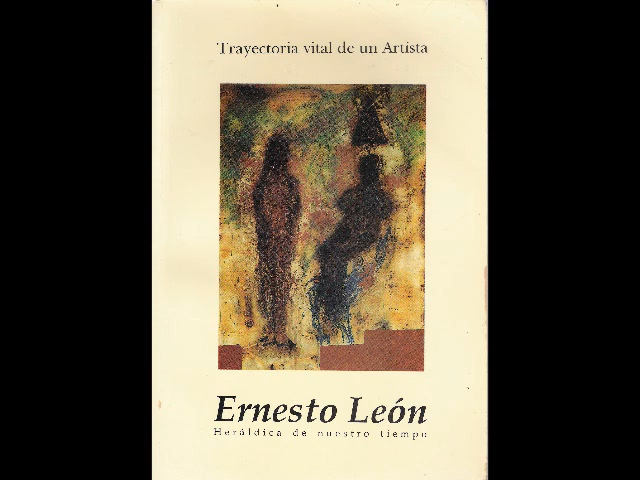 Trayectoria vital de un Artista
Ernesto León
Heráldica de nuestro tiempo